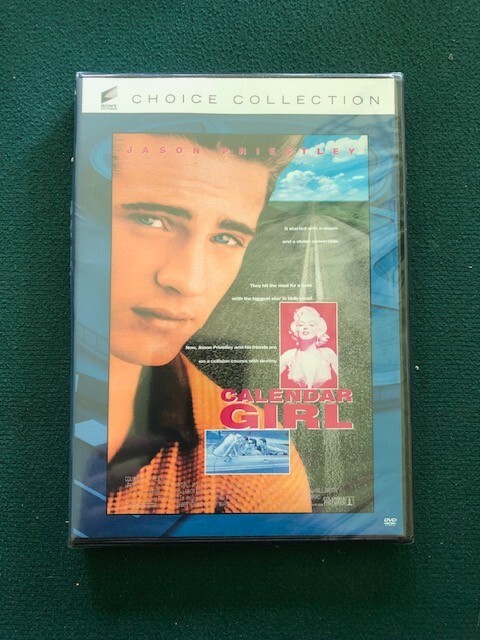 SONY
CHOICE COLLECTION
JASON PRIESTLEY
It started with a dream
and a stolen convertible.
They hit the road for a date
with the biggest star in Hollywood.
Now, Jason Priestley and his friends are
on a collision course with destiny.
CALENDAR
GIRL
DVD